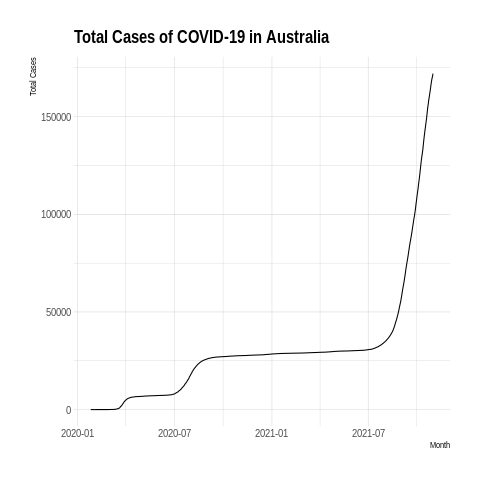 Total Cases of COVID-19 in Australia
Total Cases
150000
100000
50000
0
2020-01 2020-07 2021-01 2021-07
Month